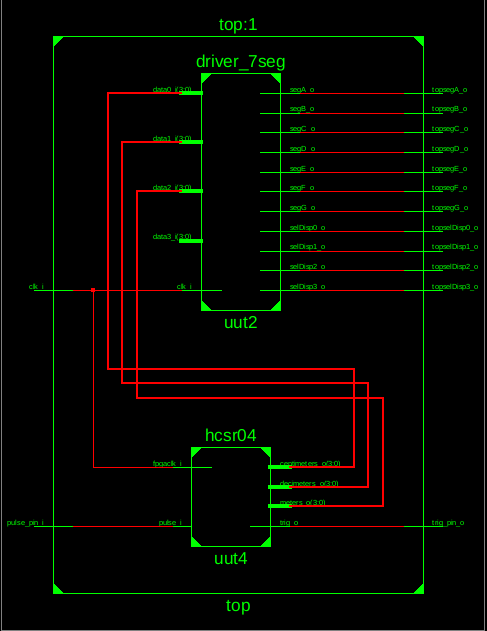 top:1
driver_7seg
data0_i(3:0) segA_o topsegA_o
segB_o topsegB_o
segC_o topsegC_o
data1_i(3:0) segD_o topsegD_o
segE_o topsegE_o
data2_i(3:0) segF_o topsegF_o
segG_o topsegG_o
data3_i(3:0) selDisp0_o topselDisp0_o
selDisp1_o topselDisp1_o
selDisp2_o topselDisp2_o
clk_i clk_i selDisp3_o topselDisp3_o
uut2
hcsr04
fpgaclk_i centimeters_o(3:0)
decimeters_o(3:0)
meters_o(3:0)
pulse_pin_i pulse_i trig_o trig_pin_o
uut4
top